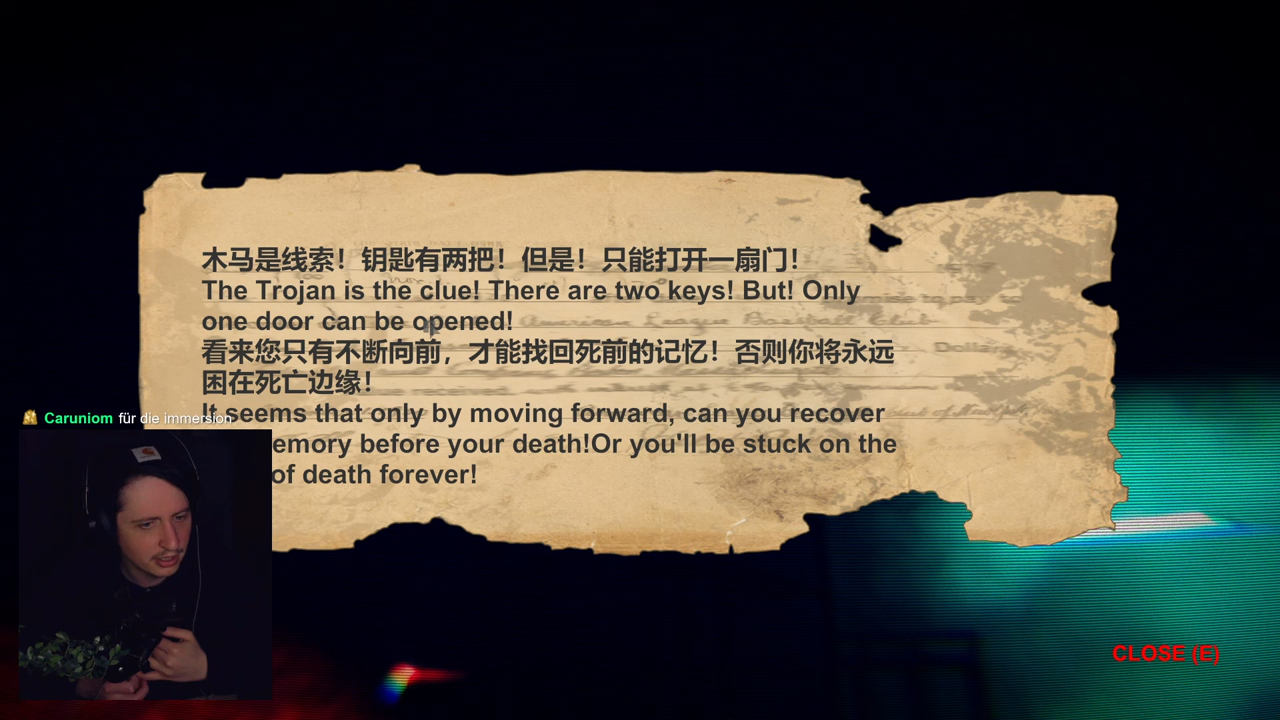 木马是线索！钥匙有两把！但是！只能打开一扇门！
The Trojan is the clue! There are two keys! But! Only
one door can be opened!
看来您只有不断向前，才能找回死前的记忆！否则你将永远
困在死亡边缘！
It seems that only by moving forward, can you recover
emory before your death!Or you'll be stuck on the
of death forever!
Caruniom für die immersion
CLOSE (E)